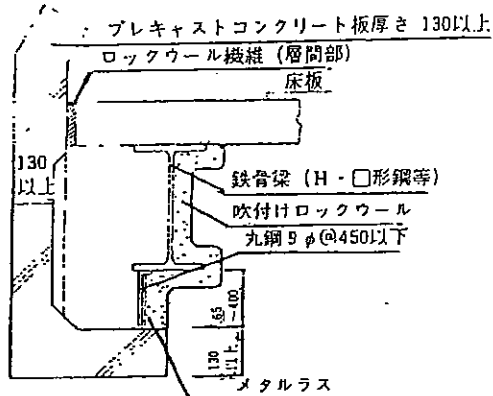 プレキャストコンクリート板厚さ 130以上
ロックウール繊維 (層間部)
床板
130
以上
鉄骨梁 (H・口形鋼等)
吹付けロックウール
丸鋼 9 φ@450以下
65
~400
130
以上
メタルラス